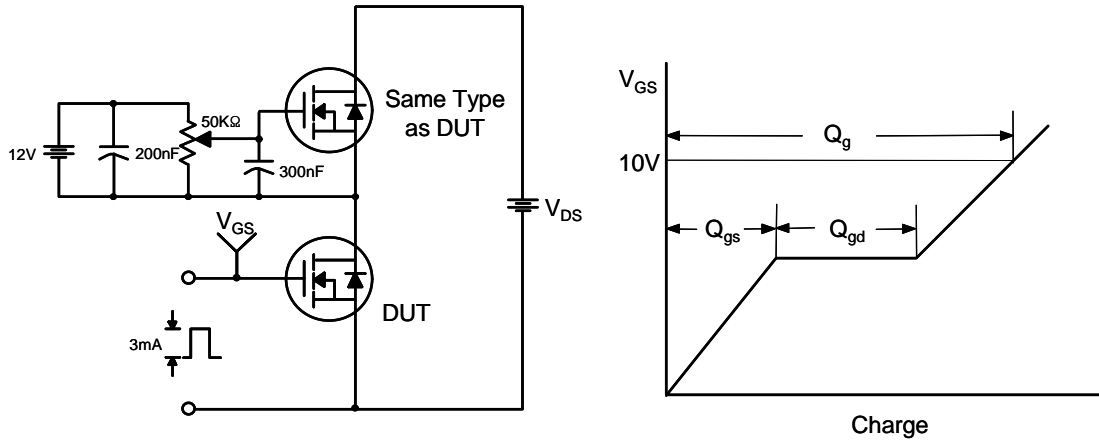 12V
200nF
50KΩ
300nF
Same Type
as DUT
V_DS
V_GS
3mA
DUT
V_GS
10V
Q_g
Q_gs
Q_gd
Charge